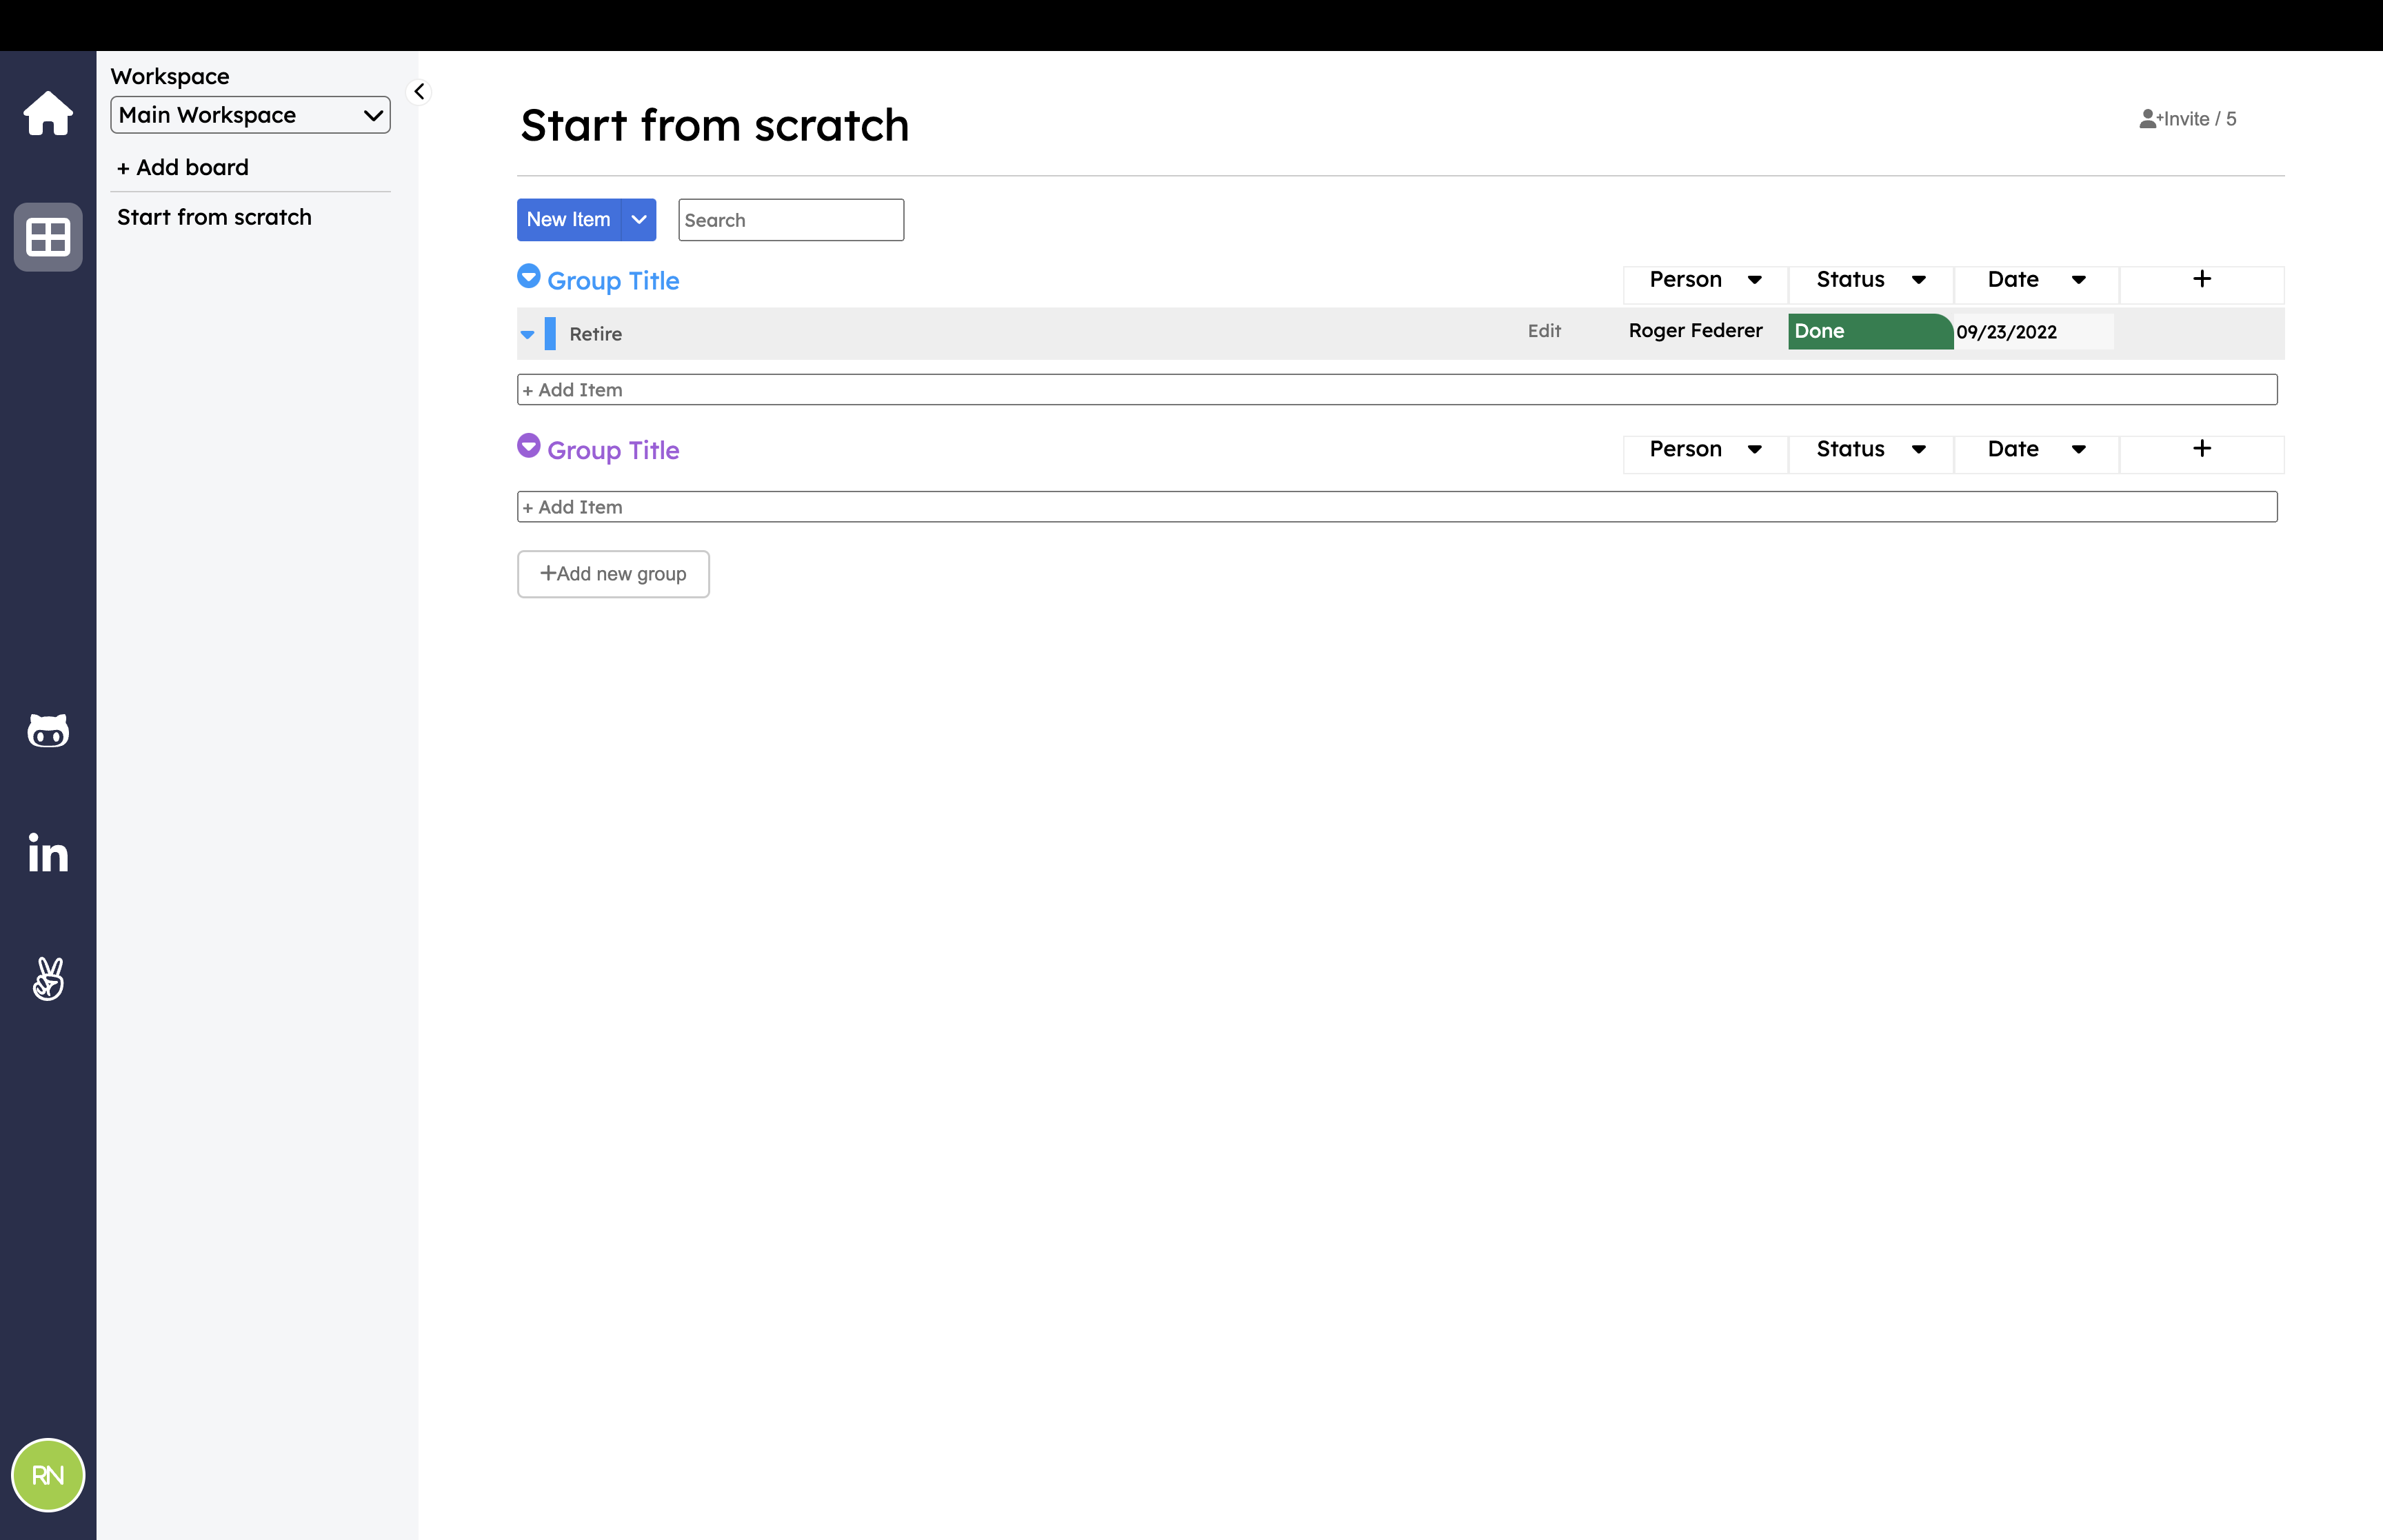 Workspace
Main Workspace
+ Add board
Start from scratch
Start from scratch
+Invite / 5
New Item
Search
Group Title Person Status Date +
Retire Edit Roger Federer Done 09/23/2022
+ Add Item
Group Title Person Status Date +
+ Add Item
+Add new group
in
RN